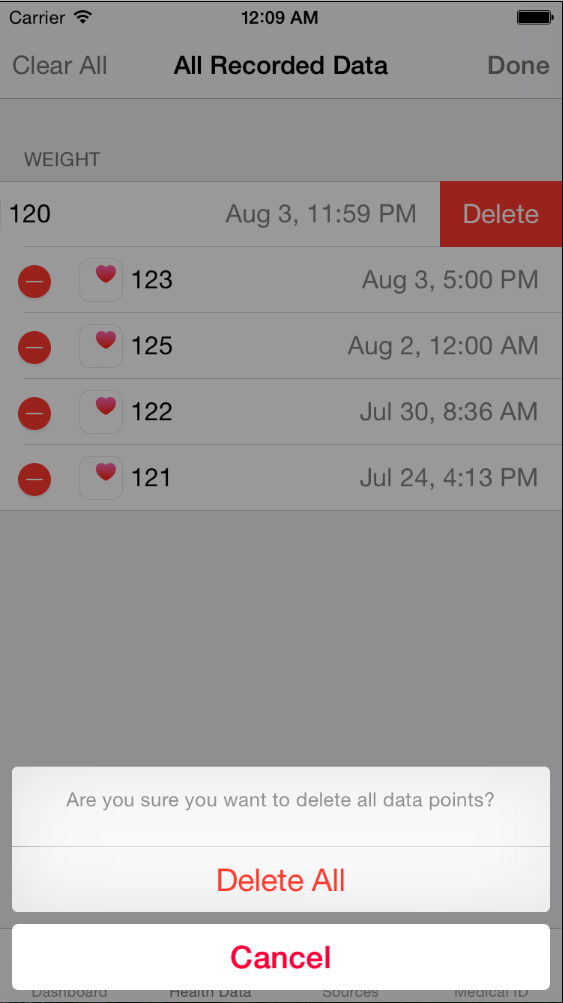 Carrier 12:09 AM
Clear All All Recorded Data Done
WEIGHT
120 Aug 3, 11:59 PM Delete
123 Aug 3, 5:00 PM
125 Aug 2, 12:00 AM
122 Jul 30, 8:36 AM
121 Jul 24, 4:13 PM
Are you sure you want to delete all data points?
Delete All
Cancel
Dashboard Health Data Sources Medical ID